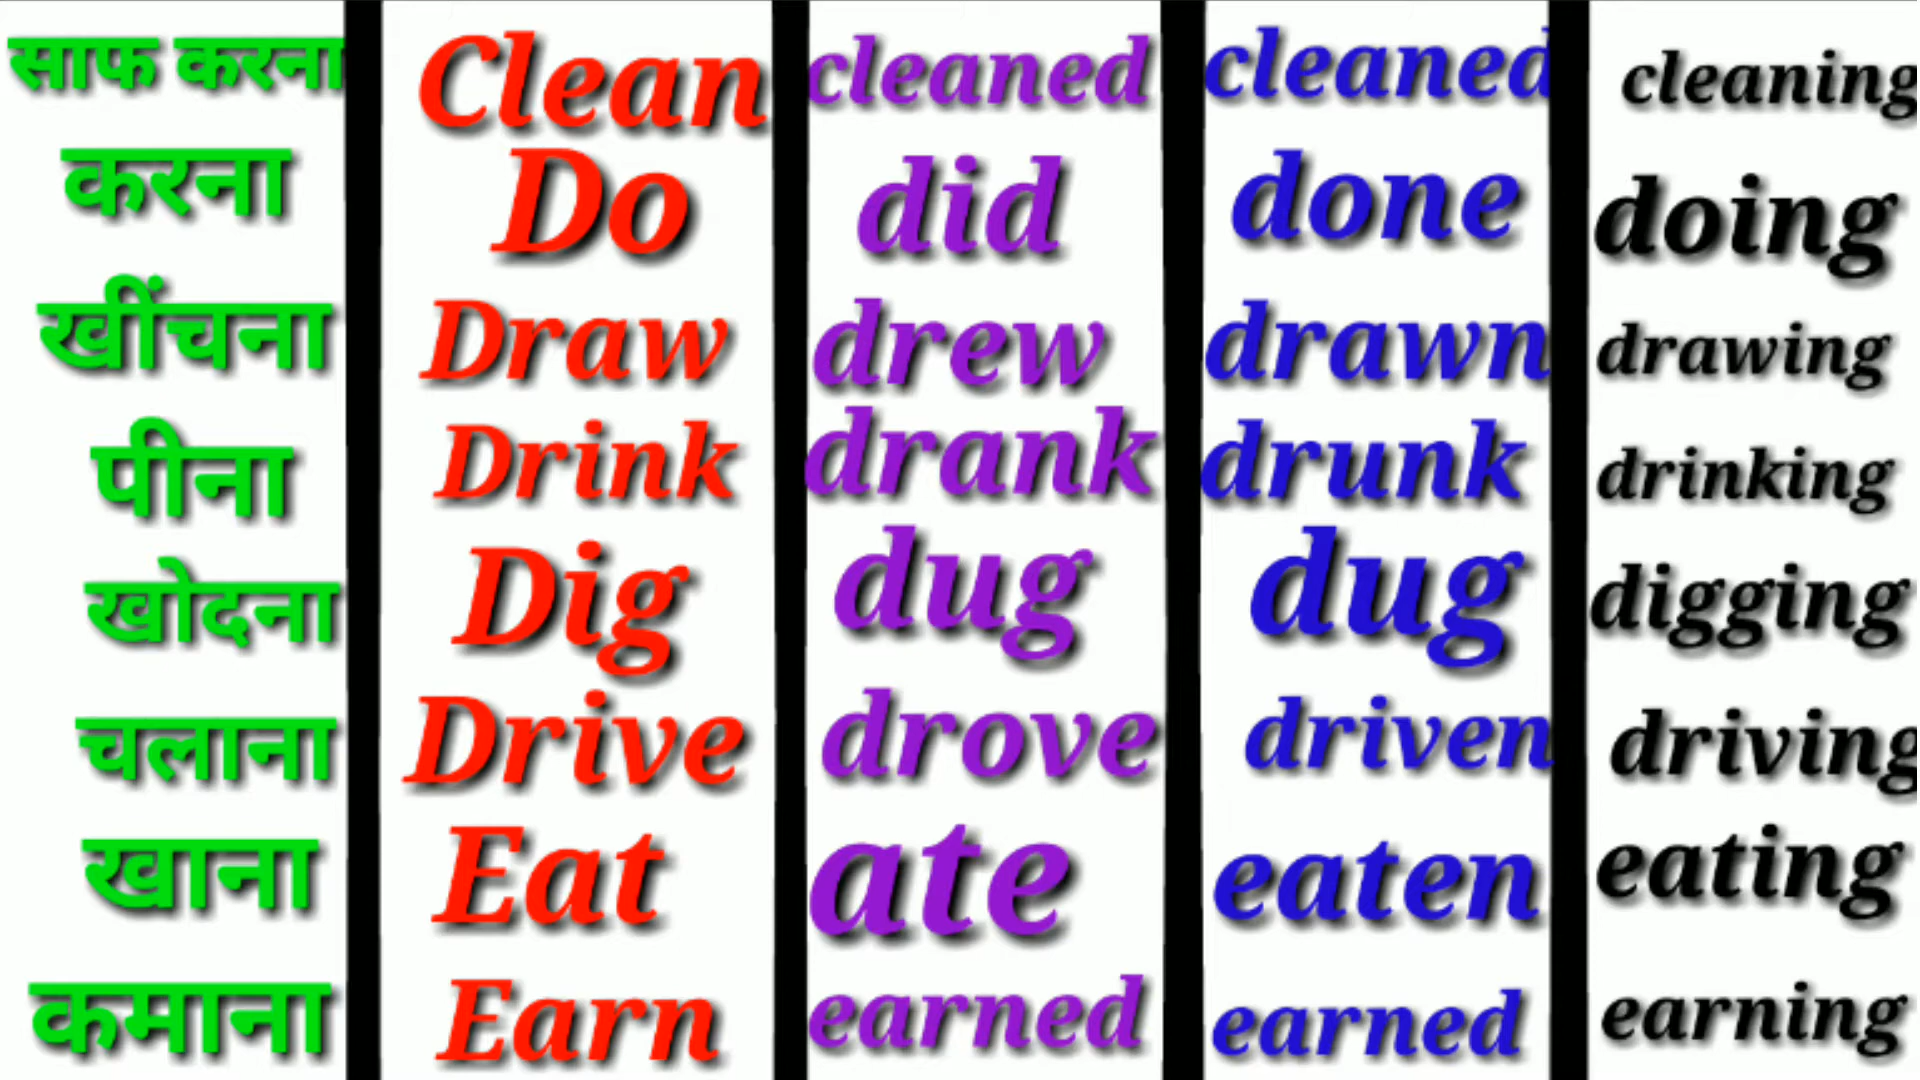 साफ करना Clean cleaned cleaned cleaning
करना Do did done doing
खींचना Draw drew drawn drawing
पीना Drink drank drunk drinking
खोदना Dig dug dug digging
चलाना Drive drove driven driving
खाना Eat ate eaten eating
कमाना Earn earned earned earning